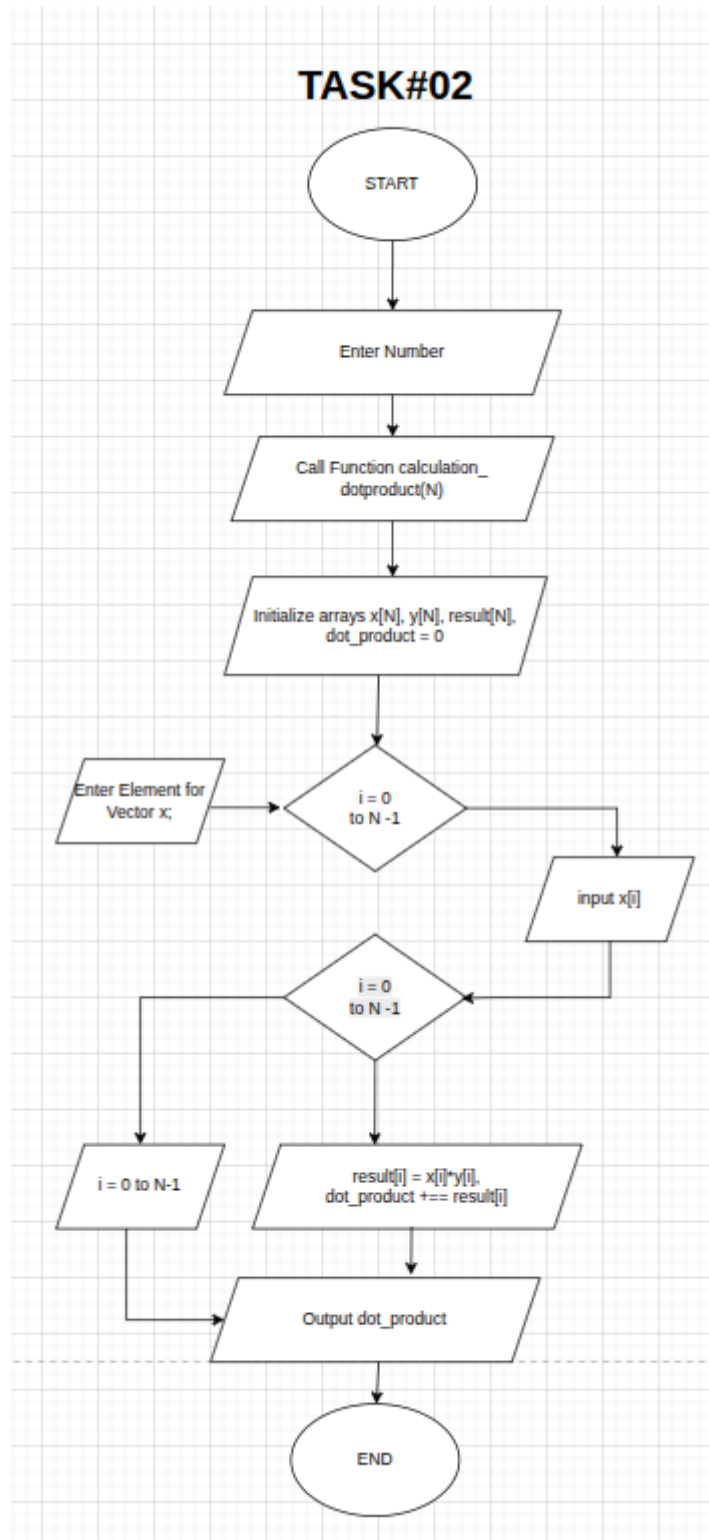 TASK#02
START
Enter Number
Call Function calculation_
dotproduct(N)
Initialize arrays x[N], y[N], result[N],
dot_product = 0
Enter Element for
Vector x;
i = 0
to N -1
input x[i]
i = 0
to N -1
i = 0 to N-1
result[i] = x[i]*y[i],
dot_product +== result[i]
Output dot_product
END